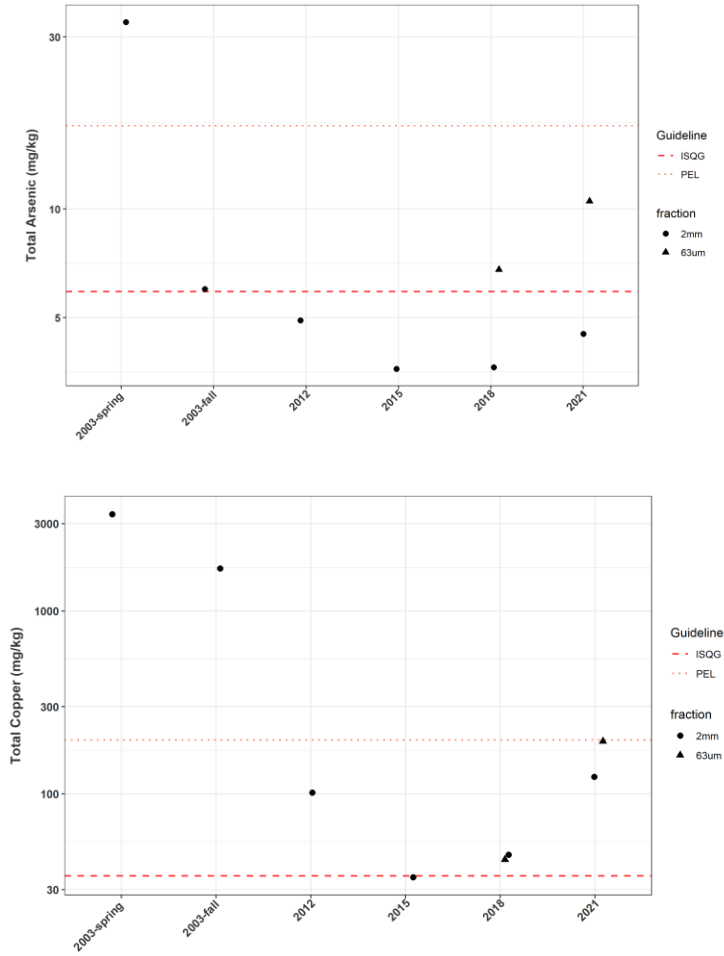 Total Arsenic (mg/kg)
30
10
5
2003-spring
2003-fall
2012
2015
2018
2021
Guideline
ISQG
PEL
fraction
2mm
63um
Total Copper (mg/kg)
3000
1000
300
100
30
2003-spring
2003-fall
2012
2015
2018
2021
Guideline
ISQG
PEL
fraction
2mm
63um